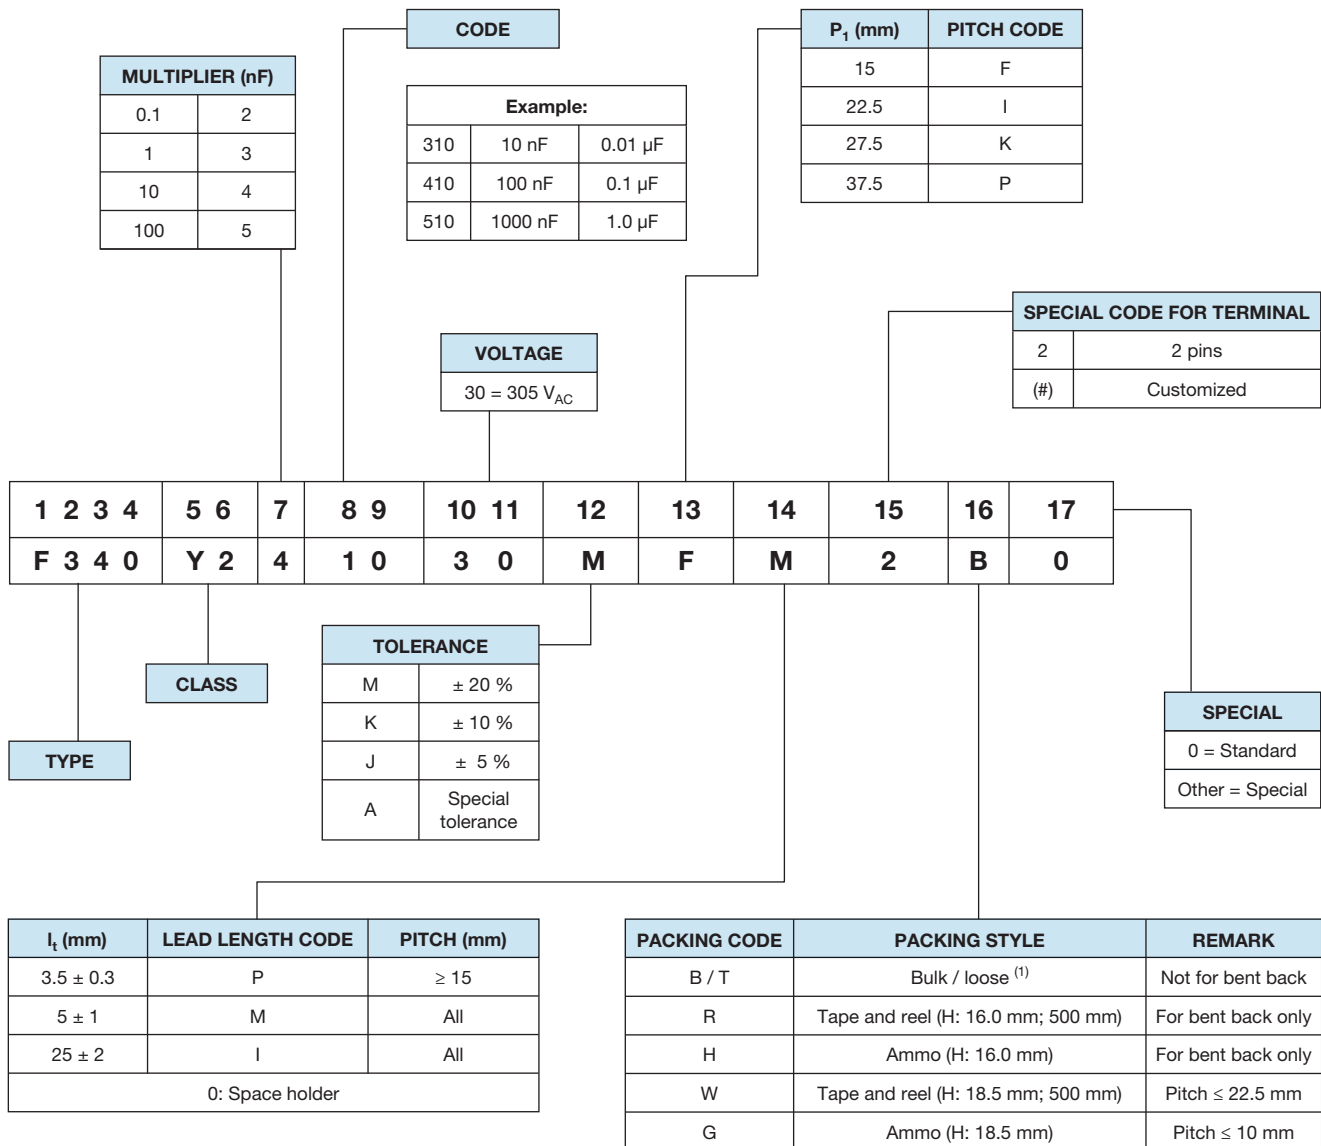 CODE
P1 (mm) PITCH CODE
15 F
22.5 I
27.5 K
37.5 P
MULTIPLIER (nF)
0.1 2
1 3
10 4
100 5
Example:
310 10 nF 0.01 µF
410 100 nF 0.1 µF
510 1000 nF 1.0 µF
SPECIAL CODE FOR TERMINAL
2 2 pins
(#) Customized
VOLTAGE
30 = 305 VAC
1 2 3 4 5 6 7 8 9 10 11 12 13 14 15 16 17
F 3 4 0 Y 2 4 1 0 3 0 M F M 2 B 0
TOLERANCE
M ± 20 %
K ± 10 %
J ± 5 %
A Special
tolerance
CLASS
TYPE
SPECIAL
0 = Standard
Other = Special
lt (mm) LEAD LENGTH CODE PITCH (mm)
3.5 ± 0.3 P ≥ 15
5 ± 1 M All
25 ± 2 I All
0: Space holder
PACKING CODE PACKING STYLE REMARK
B / T Bulk / loose (1) Not for bent back
R Tape and reel (H: 16.0 mm; 500 mm) For bent back only
H Ammo (H: 16.0 mm) For bent back only
W Tape and reel (H: 18.5 mm; 500 mm) Pitch ≤ 22.5 mm
G Ammo (H: 18.5 mm) Pitch ≤ 10 mm